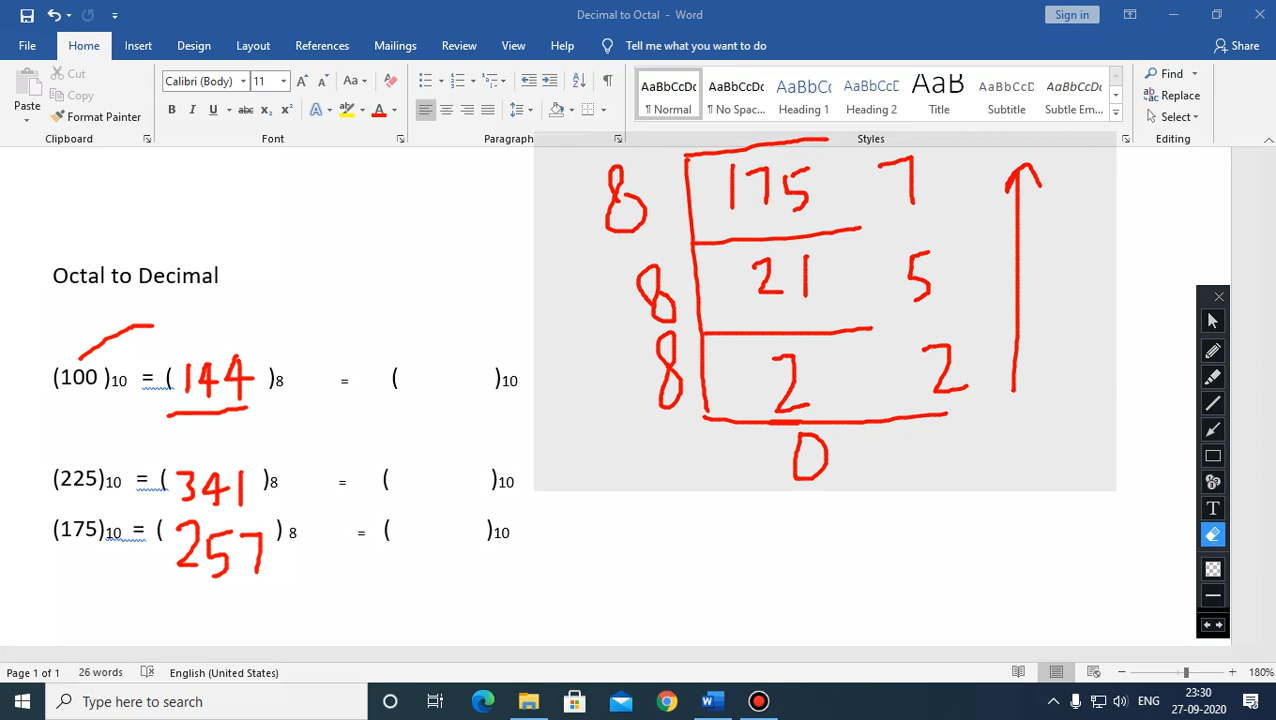 Decimal to Octal - Word
Sign in
File Home Insert Design Layout References Mailings Review View Help Tell me what you want to do Share
Paste
Cut
Copy
Format Painter
Clipboard
Calibri (Body) 11
Font
Paragraph
AaBbCcDc ¶ Normal
AaBbCcDc ¶ No Spac...
AaBbCc Heading 1
AaBbCcD Heading 2
AaB Title
AaBbCcD Subtitle
AaBbCcDc Subtle Em...
Styles
Find
Replace
Select
Editing
8 175 7
8 21 5
8 2 2
0
Octal to Decimal
(100 )10 = ( 144 )8 = ( )10
(225)10 = ( 341 )8 = ( )10
(175)10 = ( 257 ) 8 = ( )10
Page 1 of 1 26 words English (United States) 180%
Type here to search
ENG
23:30
27-09-2020